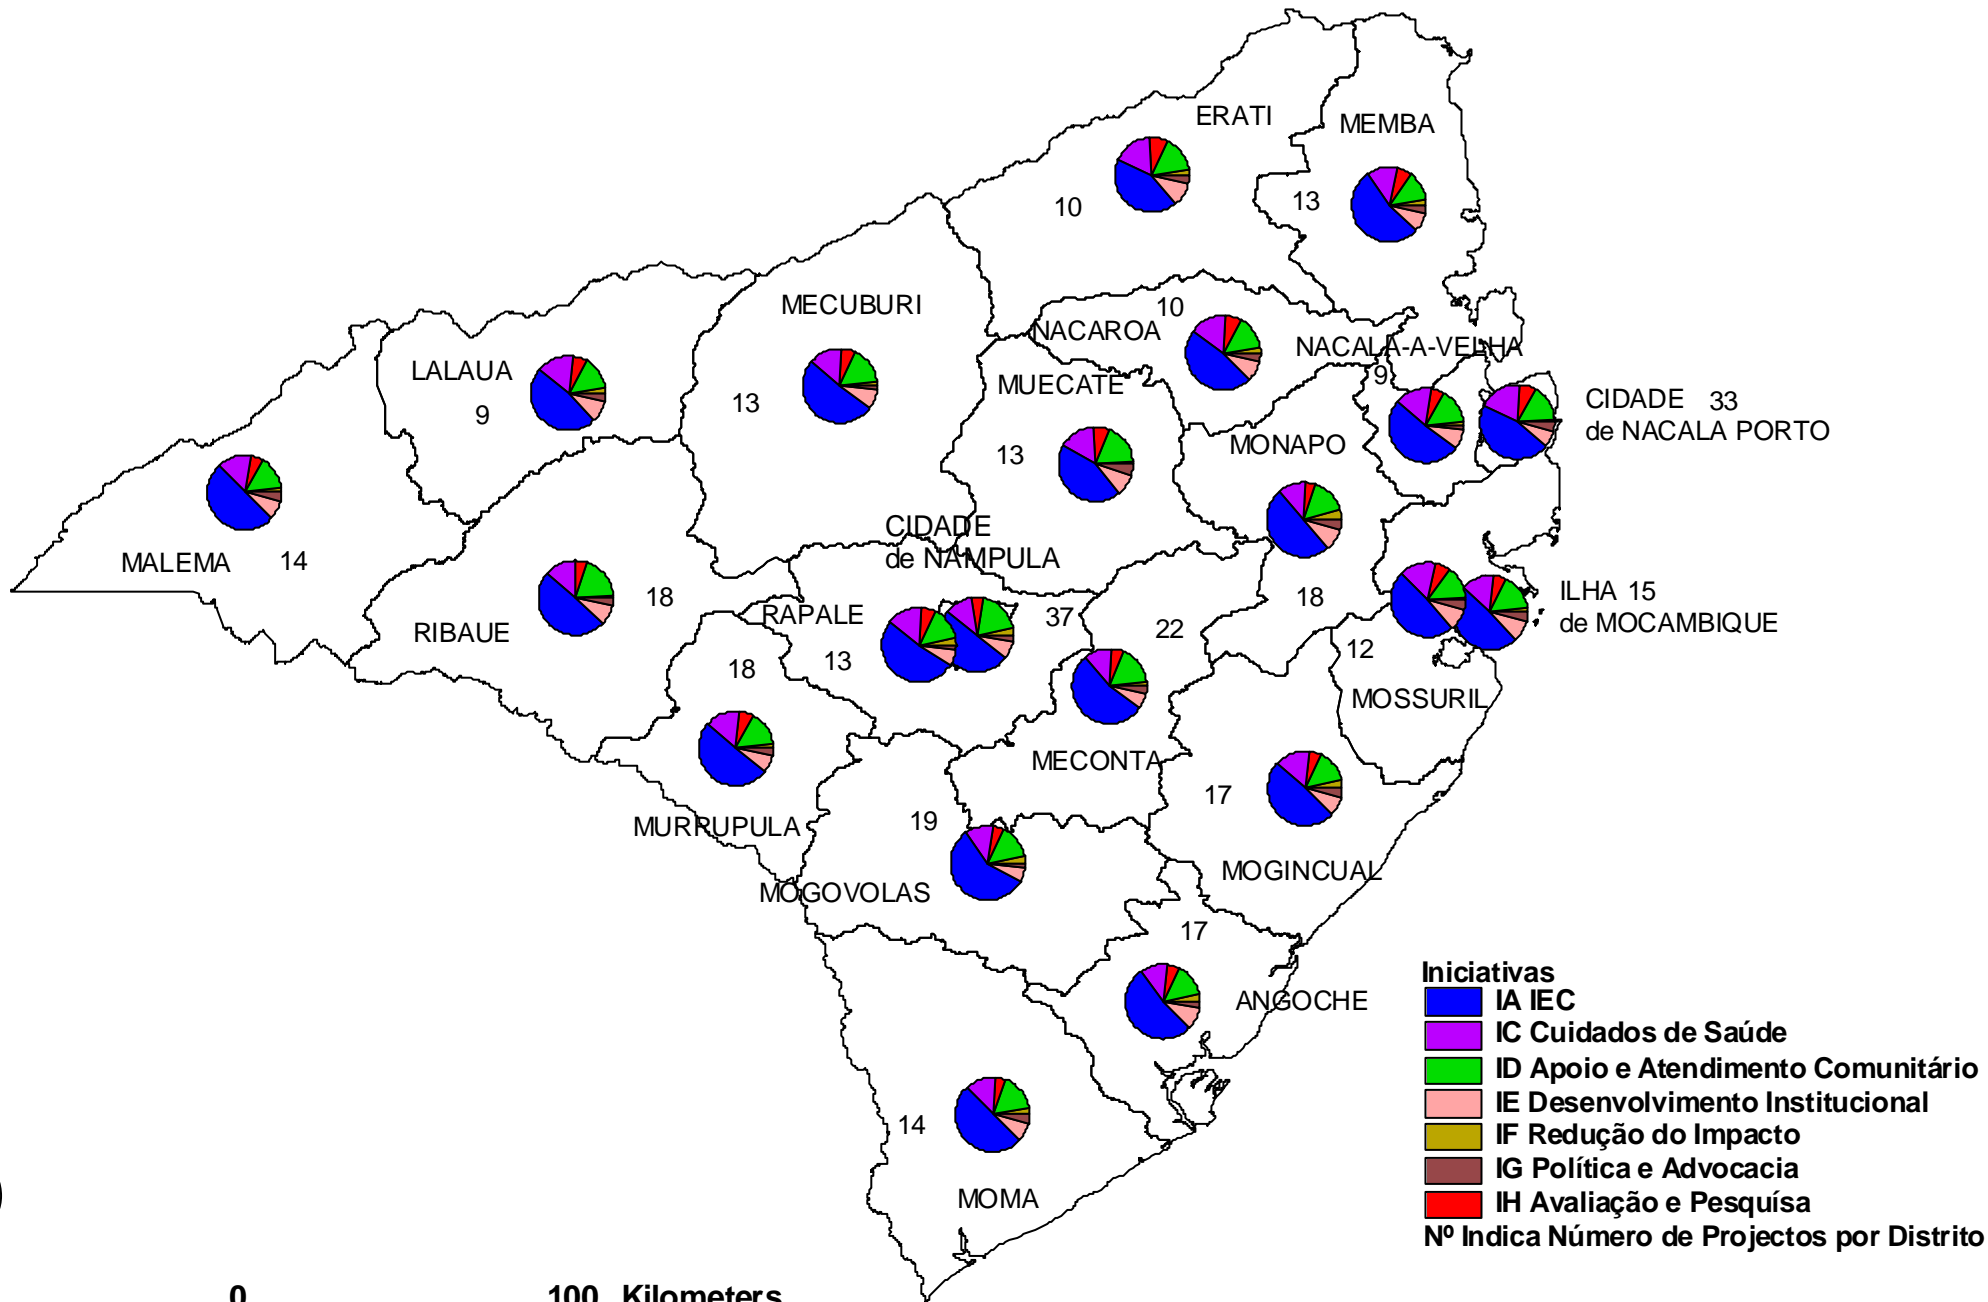 ERATI
MEMBA
10
13
MECUBURI
10
NACAROA
NACALA-A-VELHA
LALAUA
9
13
MUECATE
9
CIDADE 33
de NACALA PORTO
13
MONAPO
MALEMA 14
CIDADE
de NAMPULA
RIBAUE
18
RAPALE
37
13
18
22
18
ILHA 15
de MOCAMBIQUE
12
MOSSURIL
MECONTA
17
MURRUPULA
19
MOGOVOLAS
MOGINCUAL
17
ANGOCHE
14
MOMA
Iniciativas
IA IEC
IC Cuidados de Saúde
ID Apoio e Atendimento Comunitário
IE Desenvolvimento Institucional
IF Redução do Impacto
IG Política e Advocacia
IH Avaliação e Pesquísa
Nº Indica Número de Projectos por Distrito
0 100 Kilometers